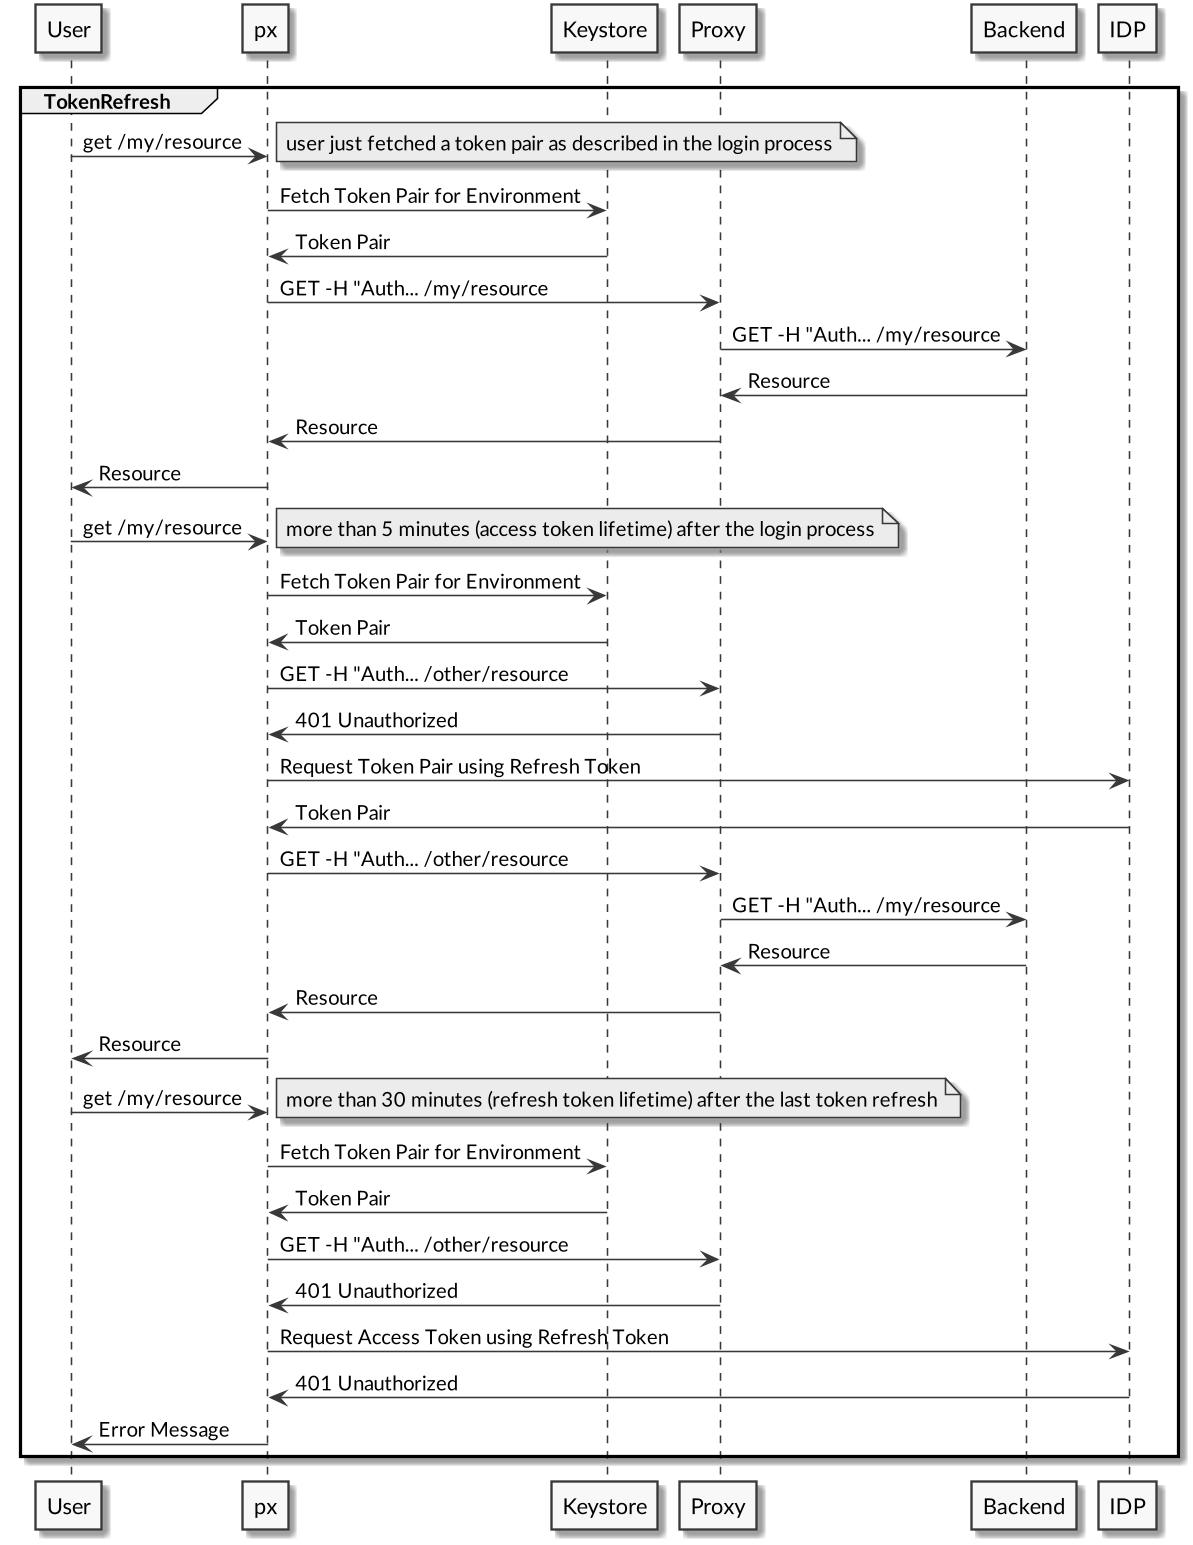 User px Keystore Proxy Backend IDP
TokenRefresh
get /my/resource
user just fetched a token pair as described in the login process
Fetch Token Pair for Environment
Token Pair
GET -H "Auth... /my/resource
GET -H "Auth... /my/resource
Resource
Resource
Resource
get /my/resource
more than 5 minutes (access token lifetime) after the login process
Fetch Token Pair for Environment
Token Pair
GET -H "Auth... /other/resource
401 Unauthorized
Request Token Pair using Refresh Token
Token Pair
GET -H "Auth... /other/resource
GET -H "Auth... /my/resource
Resource
Resource
Resource
get /my/resource
more than 30 minutes (refresh token lifetime) after the last token refresh
Fetch Token Pair for Environment
Token Pair
GET -H "Auth... /other/resource
401 Unauthorized
Request Access Token using Refresh Token
401 Unauthorized
Error Message
User px Keystore Proxy Backend IDP